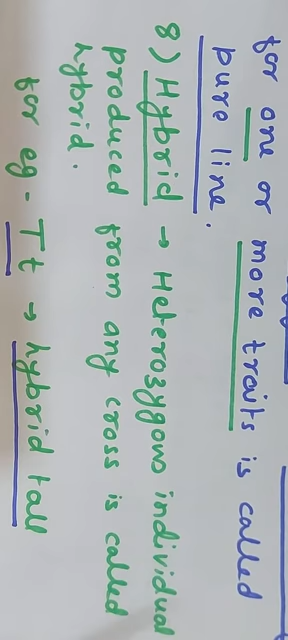 for one or more traits is called
pure line.
8) Hybrid → Heterozygous individual
produced from any cross is called
hybrid.
for eg - Tt → hybrid tall